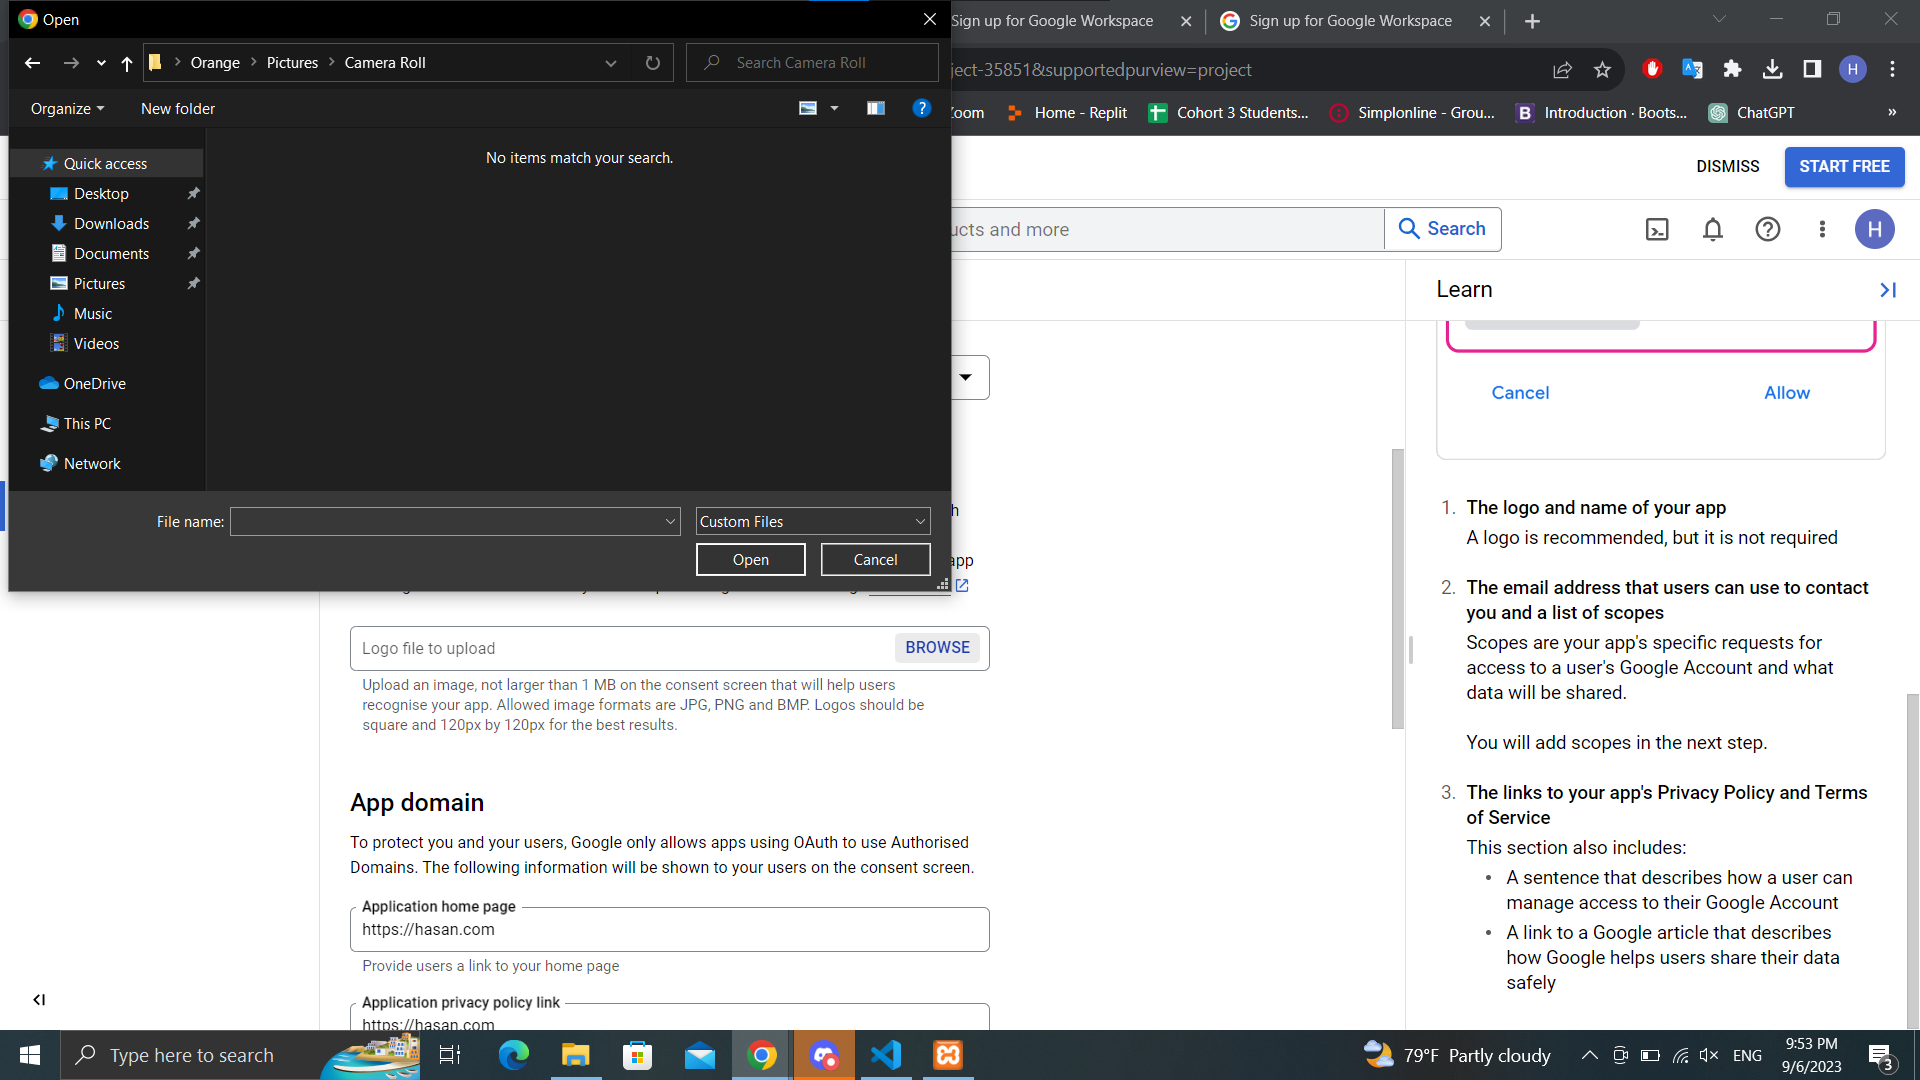 Open
Sign up for Google Workspace
Sign up for Google Workspace
Orange
Pictures
Camera Roll
Search Camera Roll
ject-35851&supportedpurview=project
H
Organize
New folder
Zoom
Home - Replit
Cohort 3 Students...
Simplonline - Grou...
B
Introduction · Boots...
ChatGPT
»
Quick access
Desktop
Downloads
Documents
Pictures
Music
Videos
OneDrive
This PC
Network
No items match your search.
File name:
Custom Files
Open
Cancel
DISMISS
START FREE
ucts and more
Search
H
Learn
Cancel
Allow
h
app
Logo file to upload
BROWSE
Upload an image, not larger than 1 MB on the consent screen that will help users
recognise your app. Allowed image formats are JPG, PNG and BMP. Logos should be
square and 120px by 120px for the best results.
App domain
To protect you and your users, Google only allows apps using OAuth to use Authorised
Domains. The following information will be shown to your users on the consent screen.
Application home page
https://hasan.com
Provide users a link to your home page
Application privacy policy link
https://hasan.com
1. The logo and name of your app
A logo is recommended, but it is not required
2. The email address that users can use to contact
you and a list of scopes
Scopes are your app's specific requests for
access to a user's Google Account and what
data will be shared.
You will add scopes in the next step.
3. The links to your app's Privacy Policy and Terms
of Service
This section also includes:
• A sentence that describes how a user can
manage access to their Google Account
• A link to a Google article that describes
how Google helps users share their data
safely
Type here to search
79°F Partly cloudy
ENG
9:53 PM
9/6/2023
3